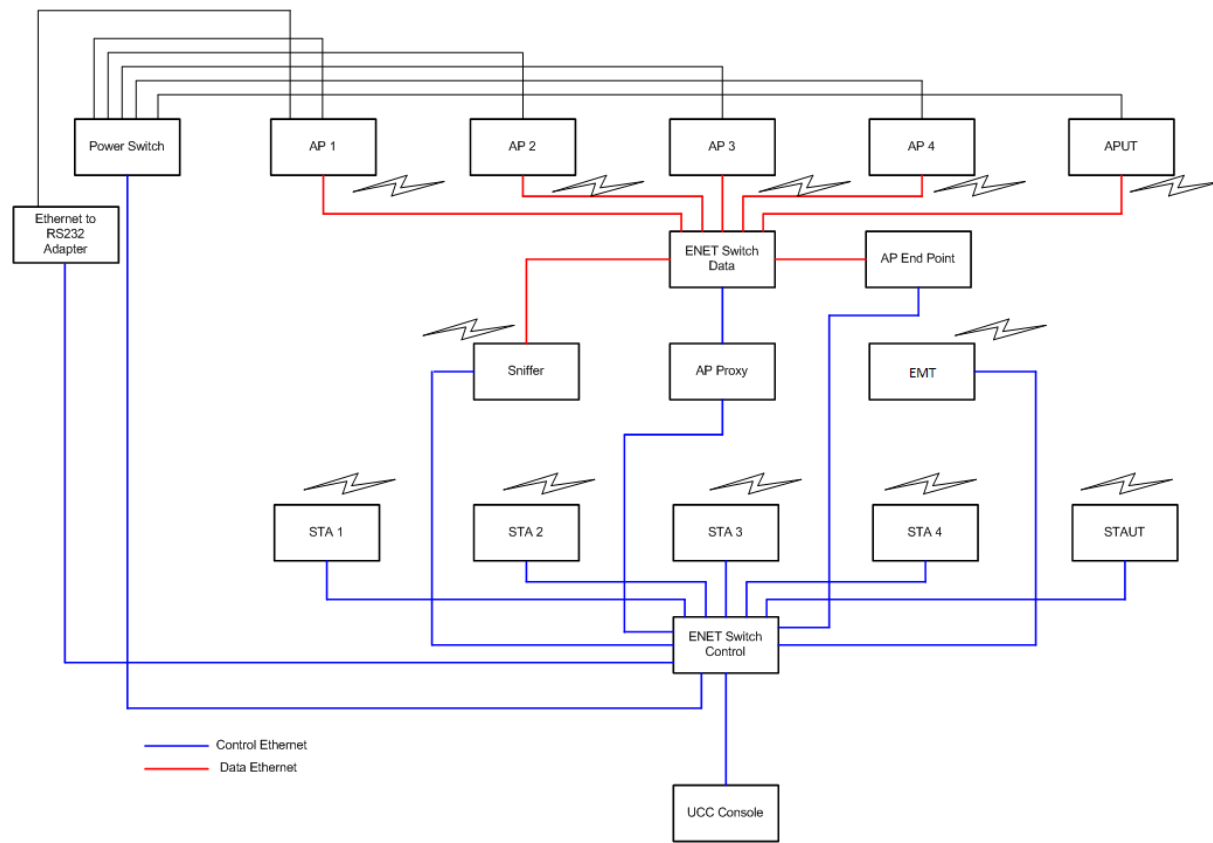 Power Switch
AP 1
AP 2
AP 3
AP 4
APUT
Ethernet to
RS232
Adapter
ENET Switch
Data
AP End Point
Sniffer
AP Proxy
EMT
STA 1
STA 2
STA 3
STA 4
STAUT
ENET Switch
Control
Control Ethernet
Data Ethernet
UCC Console